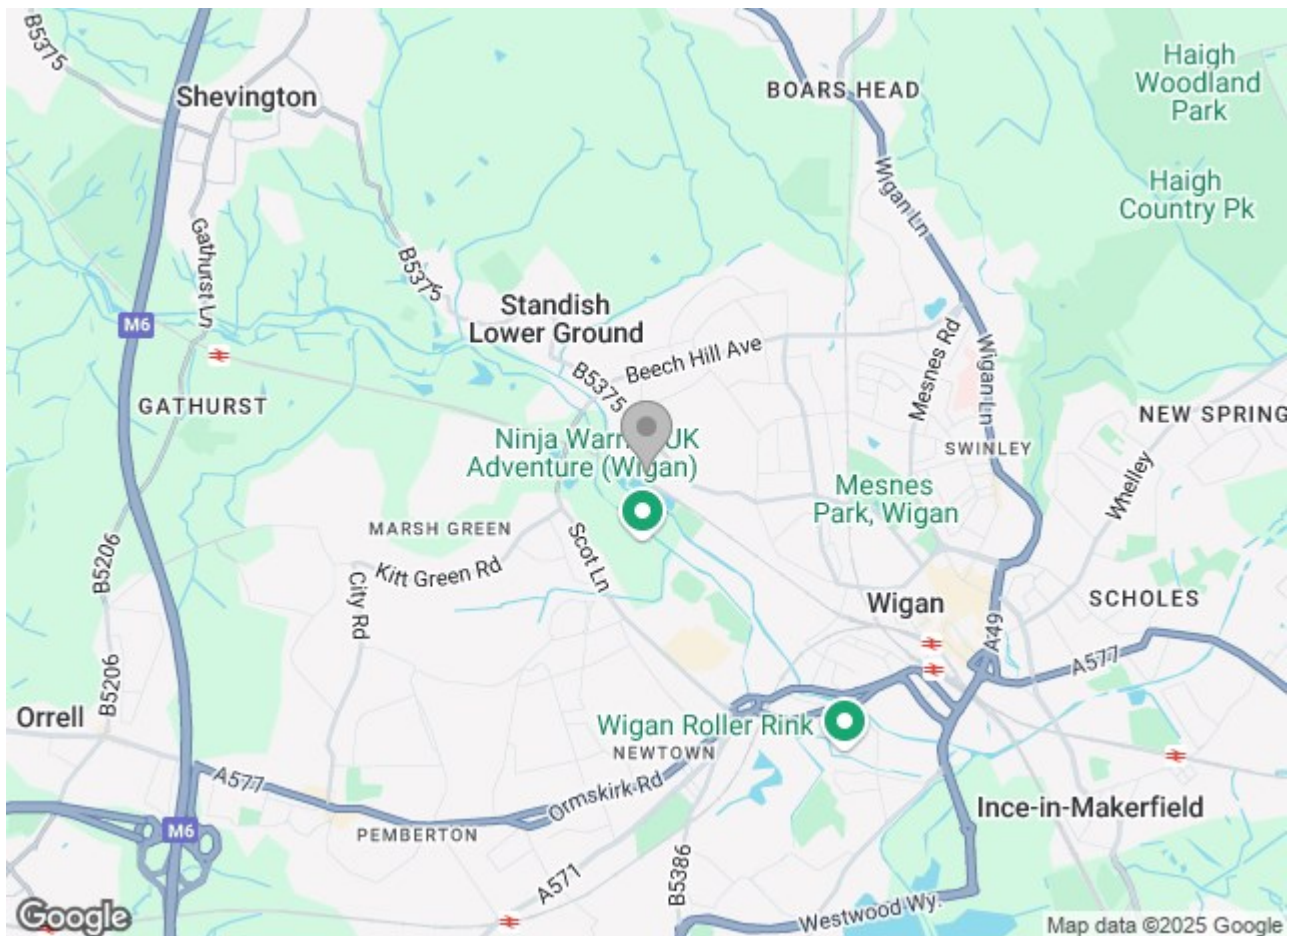 B5375
Shevington
BOARS HEAD
Haigh
Woodland
Park
Haigh
Country Pk
Wigan Ln
Gathurst Ln
B5375
Standish
Lower Ground
M6
Beech Hill Ave
Mesnes Rd
Wigan Ln
B5375
GATHURST
NEW SPRING
Ninja Warr UK
Adventure (Wigan)
SWINLEY
Whelley
Mesnes
Park, Wigan
MARSH GREEN
Scot Ln
B5206
Kitt Green Rd
City Rd
Wigan
SCHOLES
A49
A577
B5206
Orrell
Wigan Roller Rink
NEWTOWN
A577
Ormskirk Rd
Ince-in-Makerfield
M6
PEMBERTON
B5386
A571
Westwood Wy.
Google
Map data ©2025 Google